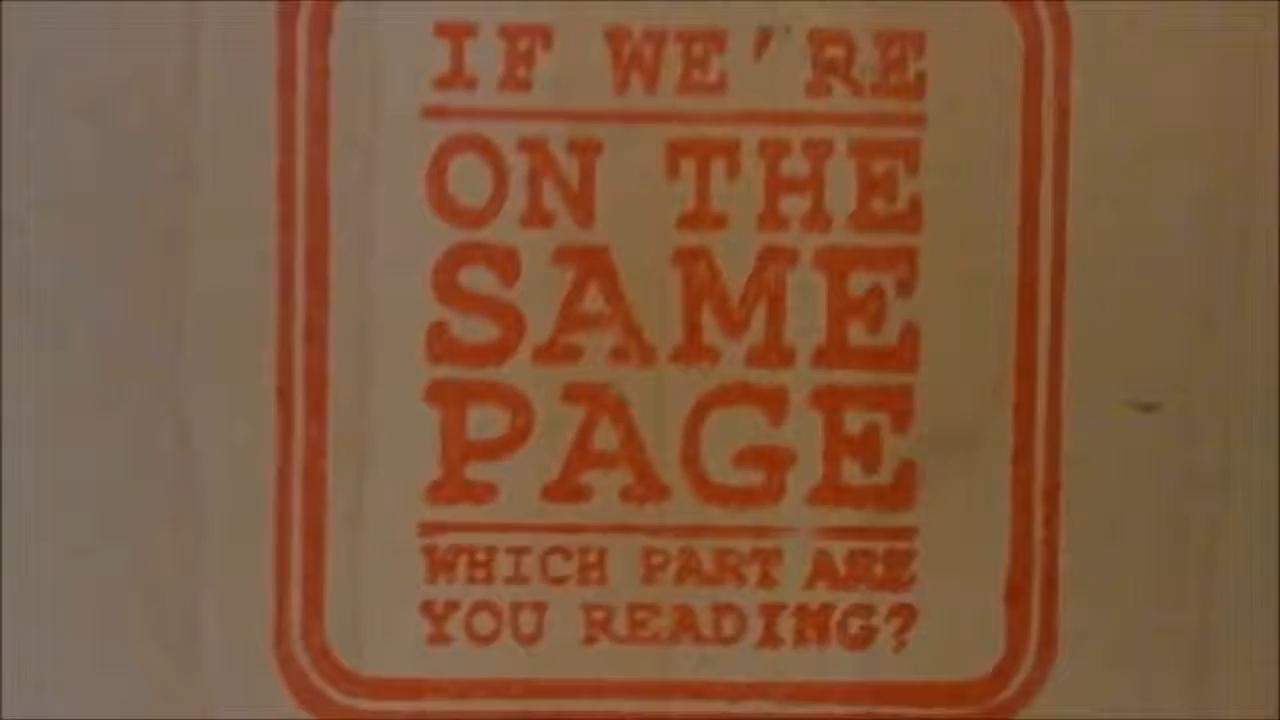 IF WE'RE
ON THE
SAME
PAGE
WHICH PART ARE
YOU READING?